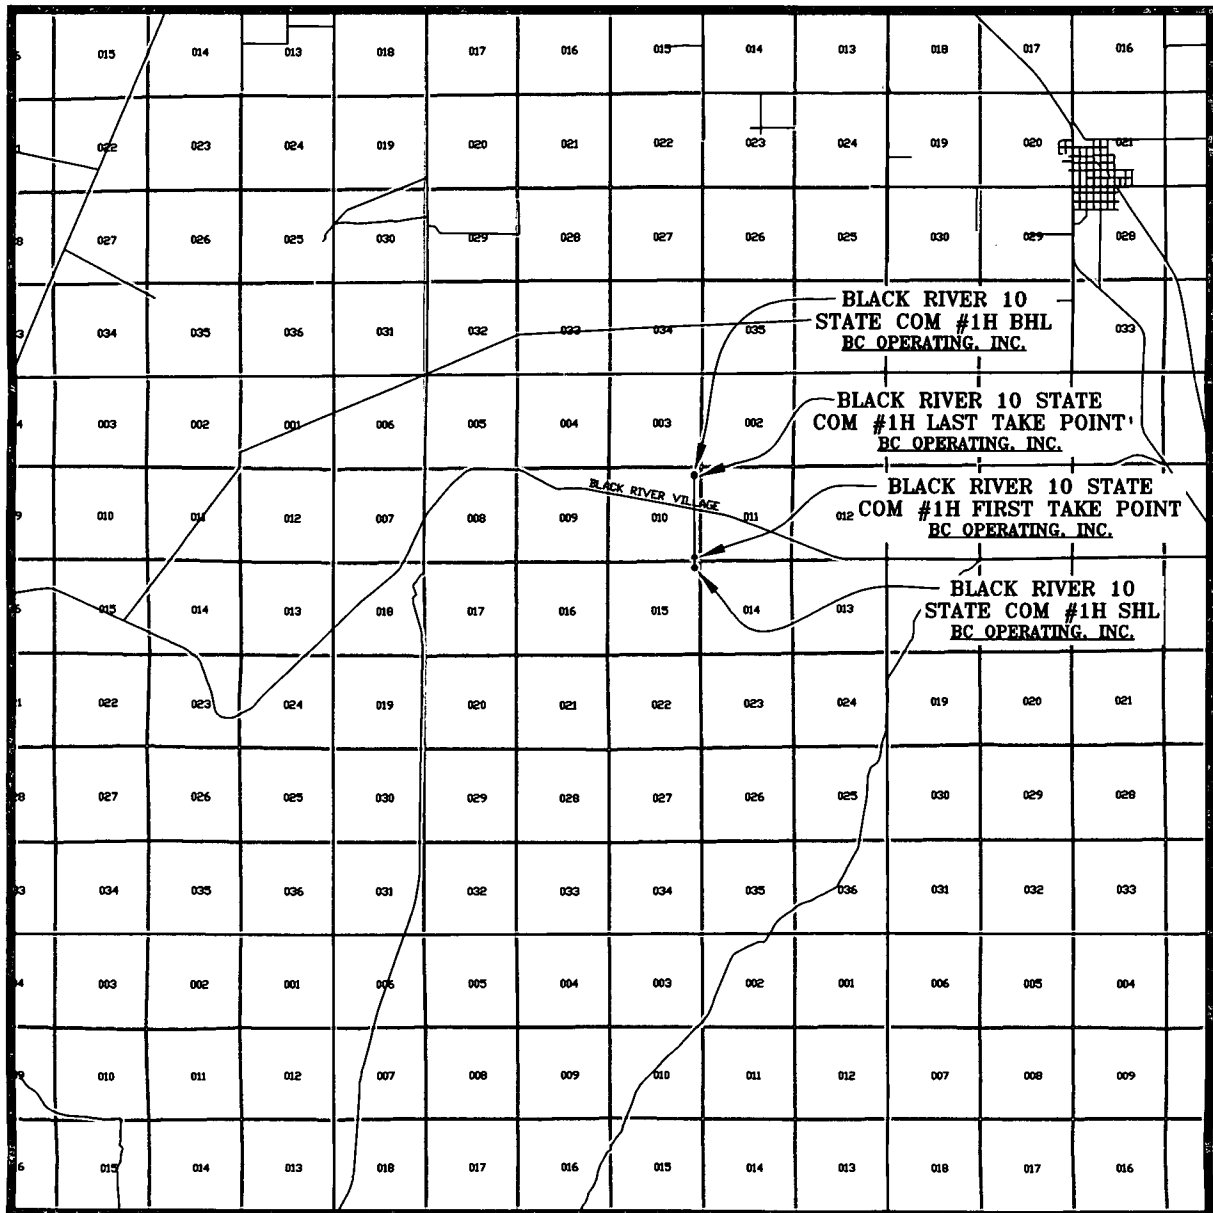 015 014 013 018 017 016 015 014 013 018 017 016
022 023 024 019 020 021 022 023 024 019 020 021
027 026 025 030 029 028 027 026 025 030 029 028
BLACK RIVER 10
STATE COM #1H BHL
BC OPERATING, INC.
034 035 036 031 032 033 034 035 033
BLACK RIVER 10 STATE
COM #1H LAST TAKE POINT
BC OPERATING, INC.
003 002 001 006 005 004 003 002
BLACK RIVER VILLAGE
BLACK RIVER 10 STATE
COM #1H FIRST TAKE POINT
BC OPERATING, INC.
010 011 012 007 008 009 010 011 012
BLACK RIVER 10
STATE COM #1H SHL
BC OPERATING, INC.
015 014 013 018 017 016 015 014 013
022 023 024 019 020 021 022 023 024 019 020 021
027 026 025 030 029 028 027 026 025 030 029 028
034 035 036 031 032 033 034 035 036 031 032 033
003 002 001 006 005 004 003 002 001 006 005 004
010 011 012 007 008 009 010 011 012 007 008 009
015 014 013 018 017 016 015 014 013 018 017 016